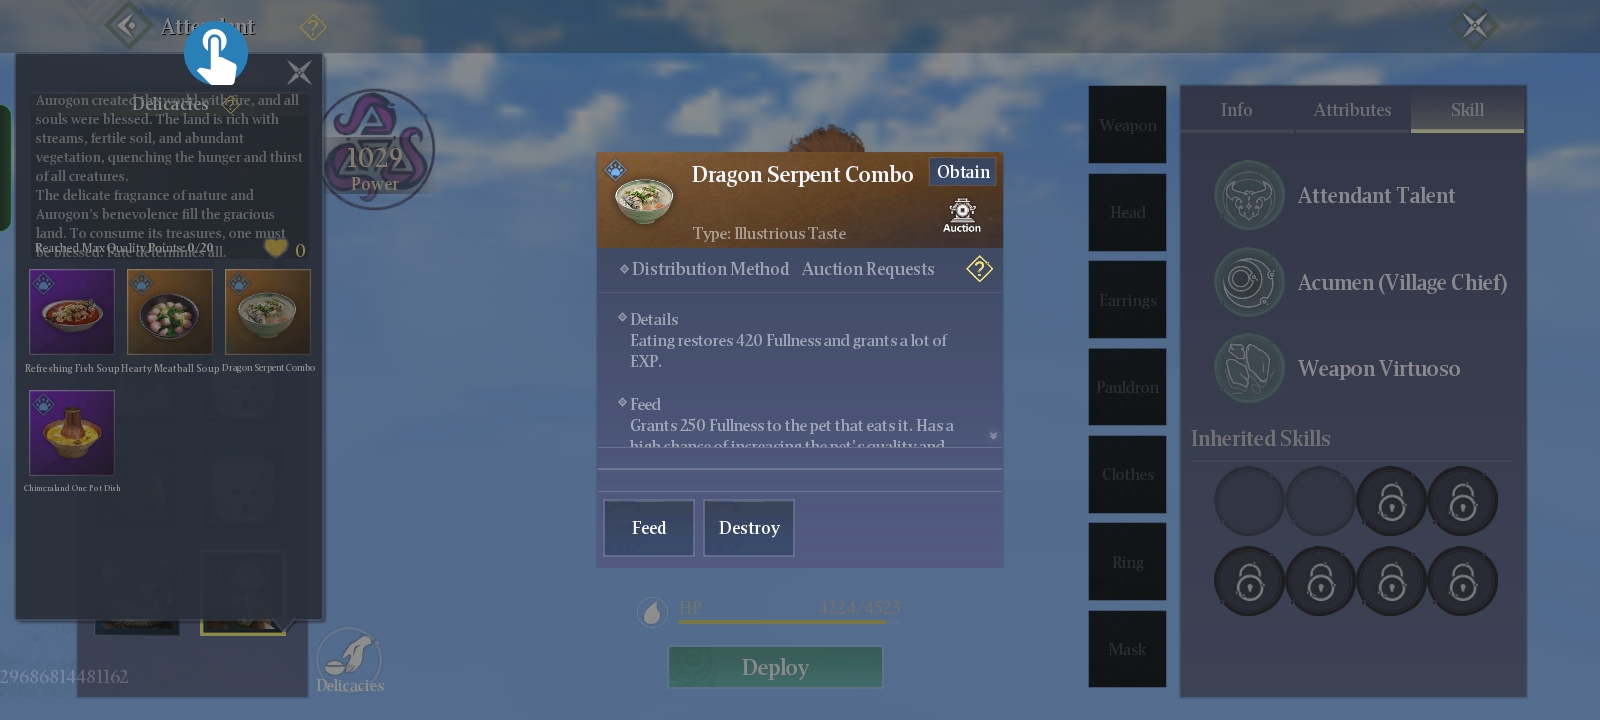 Attendant
Delicacies
Aurogon created the world with fire, and all
souls were blessed. The land is rich with
streams, fertile soil, and abundant
vegetation, quenching the hunger and thirst
of all creatures.
The delicate fragrance of nature and
Aurogon's benevolence fill the gracious
land. To consume its treasures, one must
be blessed. Fate determines all.
Reached Max Quality Points: 0/20
0
Refreshing Fish Soup
Hearty Meatball Soup
Dragon Serpent Combo
Chimeraland One Pot Dish
29686814481162
Delicacies
1029
Power
Dragon Serpent Combo
Obtain
Type: Illustrious Taste
Auction
Distribution Method Auction Requests
Details
Eating restores 420 Fullness and grants a lot of
EXP.
Feed
Grants 250 Fullness to the pet that eats it. Has a
high chance of increasing the pet's quality and
Feed
Destroy
HP
4224/4523
Deploy
Weapon
Head
Earrings
Pauldron
Clothes
Ring
Mask
Info
Attributes
Skill
Attendant Talent
Acumen (Village Chief)
Weapon Virtuoso
Inherited Skills